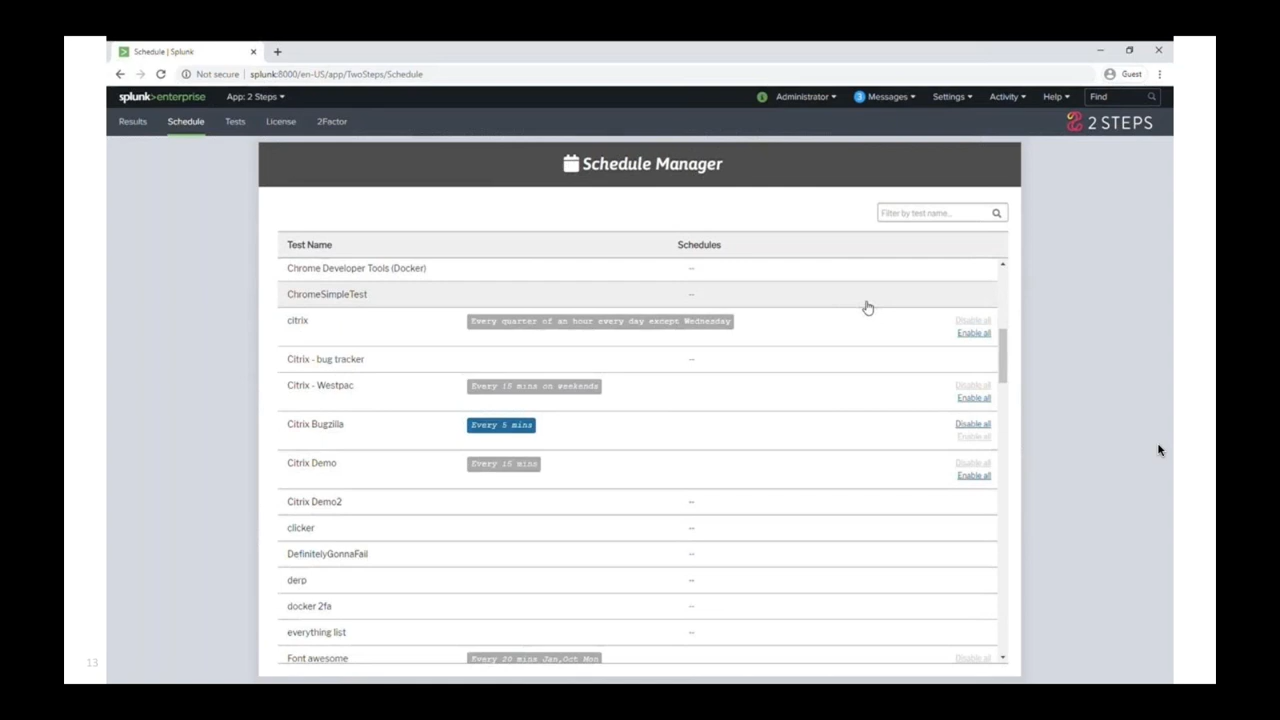 Schedule | Splunk
Not secure | splunk:8000/en-US/app/TwoSteps/Schedule
Guest
splunk>enterprise App: 2 Steps
i Administrator 3 Messages Settings Activity Help Find
Results Schedule Tests License 2Factor
2 STEPS
Schedule Manager
Filter by test name...
Test Name Schedules
Chrome Developer Tools (Docker) --
ChromeSimpleTest --
citrix Every quarter of an hour every day except Wednesday Disable all
Enable all
Citrix - bug tracker --
Citrix - Westpac Every 15 mins on weekends Disable all
Enable all
Citrix Bugzilla Every 5 mins Disable all
Enable all
Citrix Demo Every 15 mins Disable all
Enable all
Citrix Demo2 --
clicker --
DefinitelyGonnaFail --
derp --
docker 2fa --
everything list --
Font awesome Every 20 mins Jan,Oct Mon Disable all
13